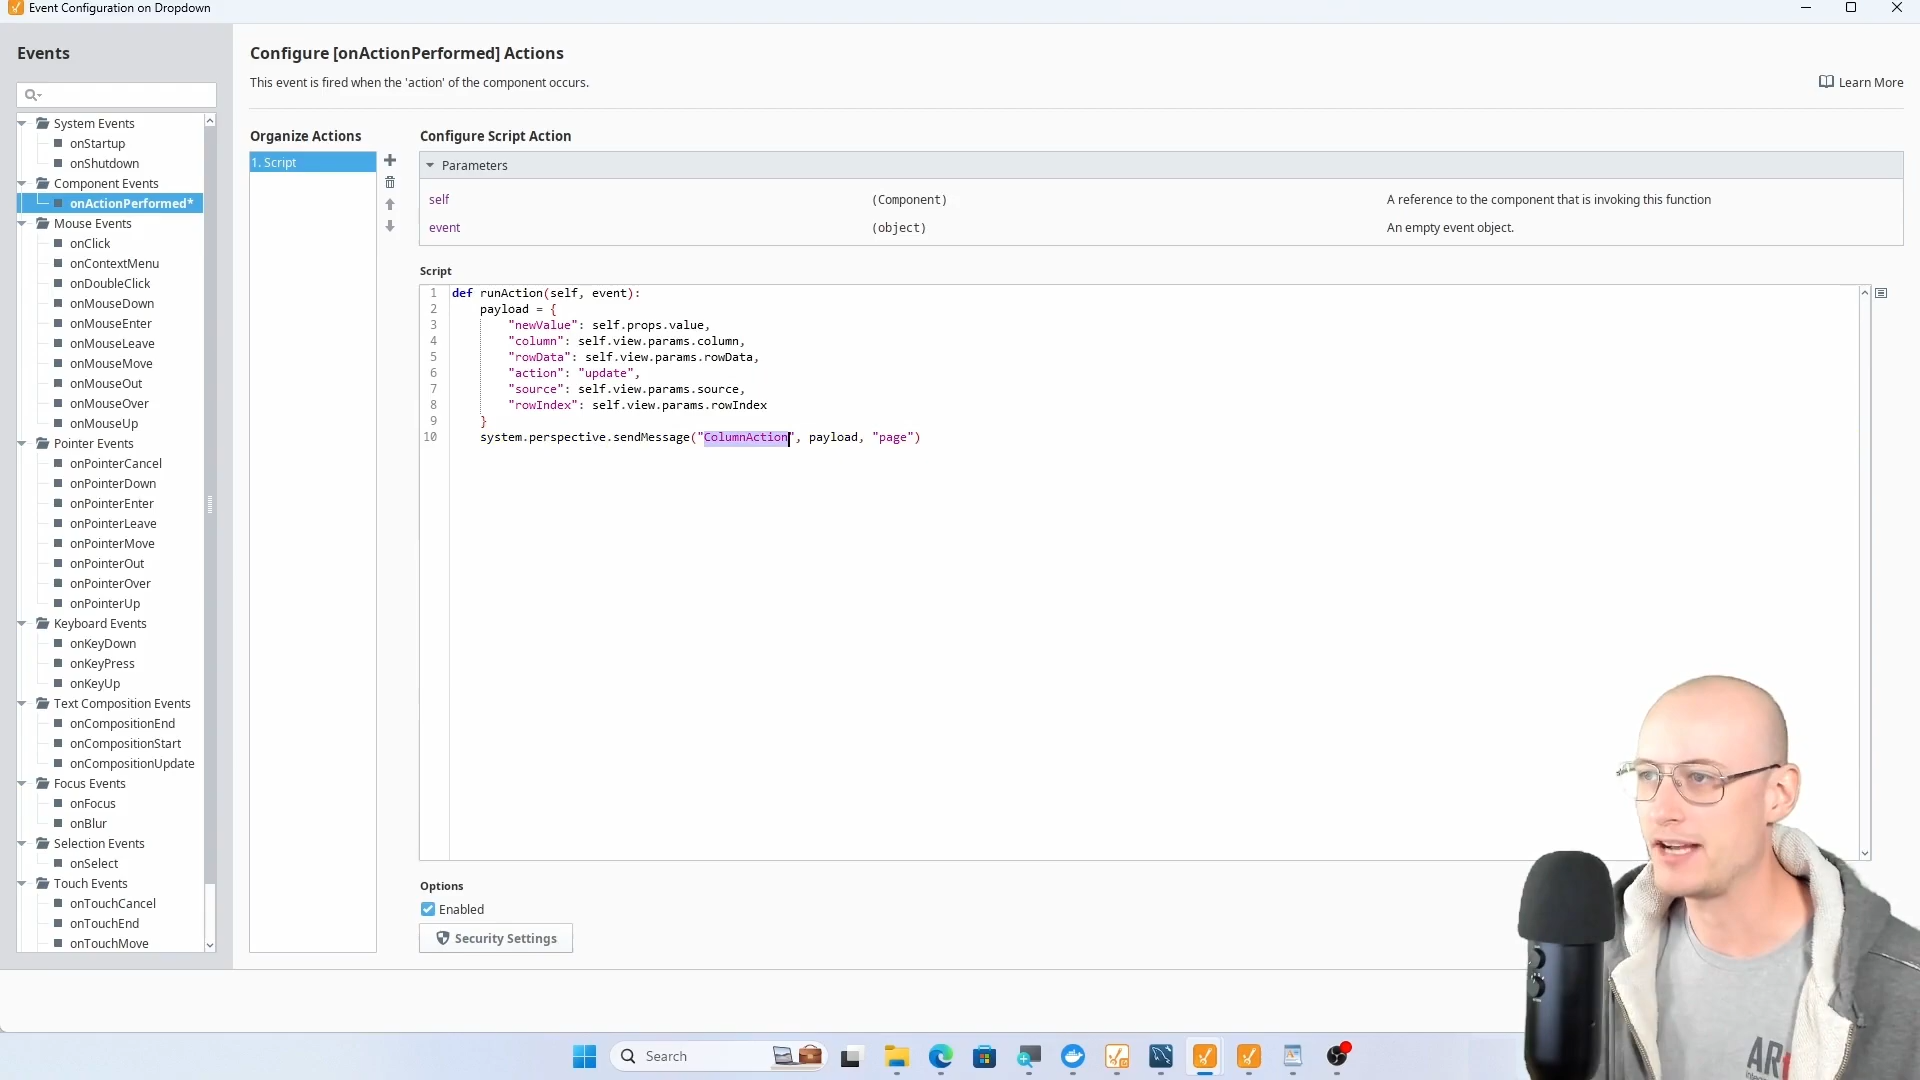 Event Configuration on Dropdown
Events
System Events
onStartup
onShutdown
Component Events
onActionPerformed*
Mouse Events
onClick
onContextMenu
onDoubleClick
onMouseDown
onMouseEnter
onMouseLeave
onMouseMove
onMouseOut
onMouseOver
onMouseUp
Pointer Events
onPointerCancel
onPointerDown
onPointerEnter
onPointerLeave
onPointerMove
onPointerOut
onPointerOver
onPointerUp
Keyboard Events
onKeyDown
onKeyPress
onKeyUp
Text Composition Events
onCompositionEnd
onCompositionStart
onCompositionUpdate
Focus Events
onFocus
onBlur
Selection Events
onSelect
Touch Events
onTouchCancel
onTouchEnd
onTouchMove
Configure [onActionPerformed] Actions
This event is fired when the 'action' of the component occurs.
Learn More
Organize Actions
1. Script
Configure Script Action
Parameters
self (Component) A reference to the component that is invoking this function
event (object) An empty event object.
Script
1 def runAction(self, event):
2 payload = {
3 "newValue": self.props.value,
4 "column": self.view.params.column,
5 "rowData": self.view.params.rowData,
6 "action": "update",
7 "source": self.view.params.source,
8 "rowIndex": self.view.params.rowIndex
9 }
10 system.perspective.sendMessage("ColumnAction", payload, "page")
Options
Enabled
Security Settings
Search